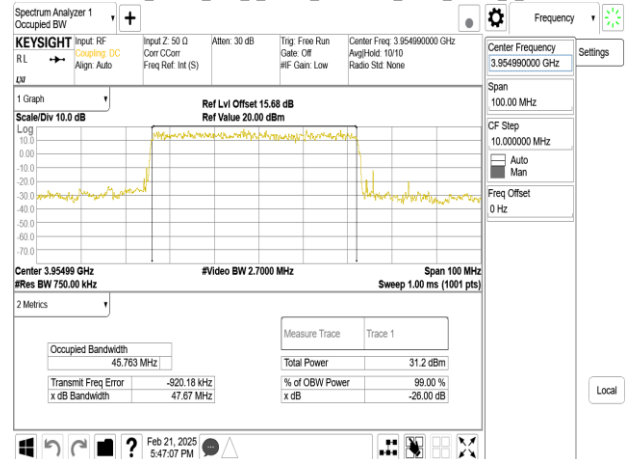 Spectrum Analyzer 1
Occupied BW
Frequency
KEYSIGHT
RL
LXI
Input: RF
Coupling: DC
Align: Auto
Input Z: 50 Ω
Corr CCorr
Freq Ref: Int (S)
Atten: 30 dB
Trig: Free Run
Gate: Off
#IF Gain: Low
Center Freq: 3.954990000 GHz
Avg|Hold: 10/10
Radio Std: None
Center Frequency
3.954990000 GHz
Settings
Span
100.00 MHz
CF Step
10.000000 MHz
Auto
Man
Freq Offset
0 Hz
1 Graph
Scale/Div 10.0 dB
Ref Lvl Offset 15.68 dB
Ref Value 20.00 dBm
Log
10.0
0.00
-10.0
-20.0
-30.0
-40.0
-50.0
-60.0
-70.0
Center 3.95499 GHz
#Video BW 2.7000 MHz
Span 100 MHz
#Res BW 750.00 kHz
Sweep 1.00 ms (1001 pts)
2 Metrics
Measure Trace
Trace 1
Occupied Bandwidth
45.763 MHz
Total Power
31.2 dBm
Transmit Freq Error
-920.18 kHz
% of OBW Power
99.00 %
x dB Bandwidth
47.67 MHz
x dB
-26.00 dB
Local
?
Feb 21, 2025
5:47:07 PM